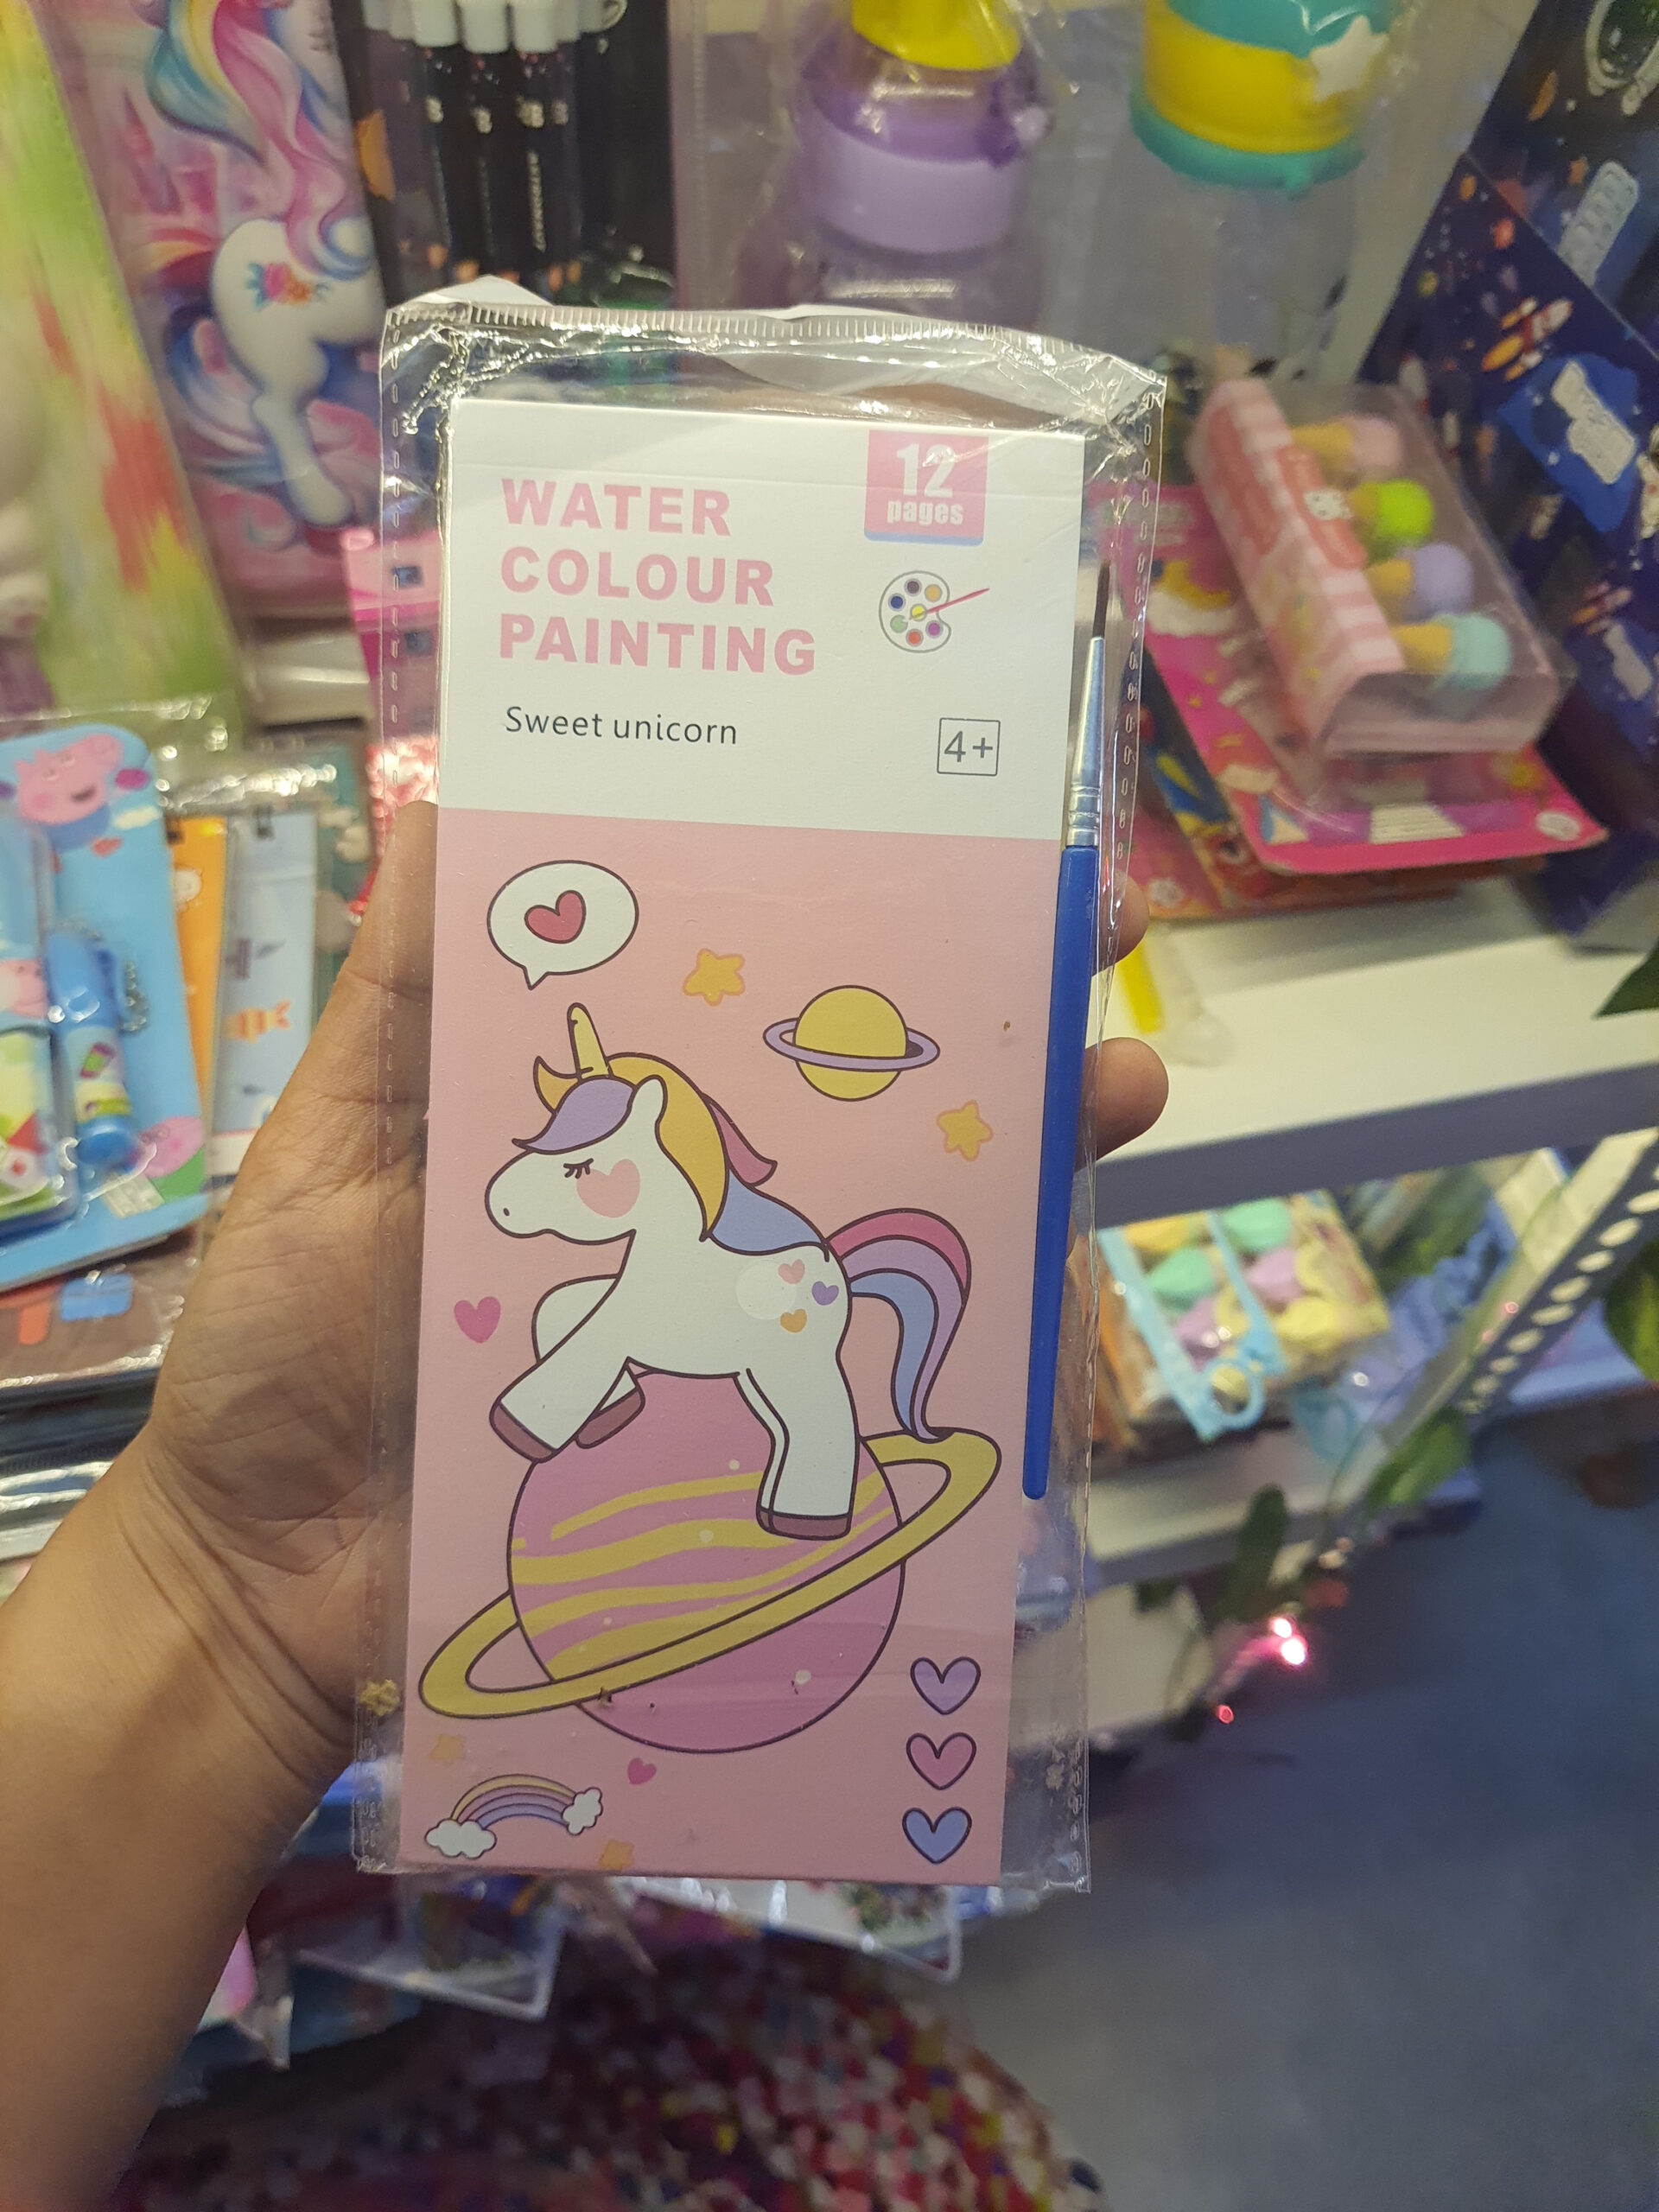 WATER
COLOUR
PAINTING
12
pages
Sweet unicorn
4+